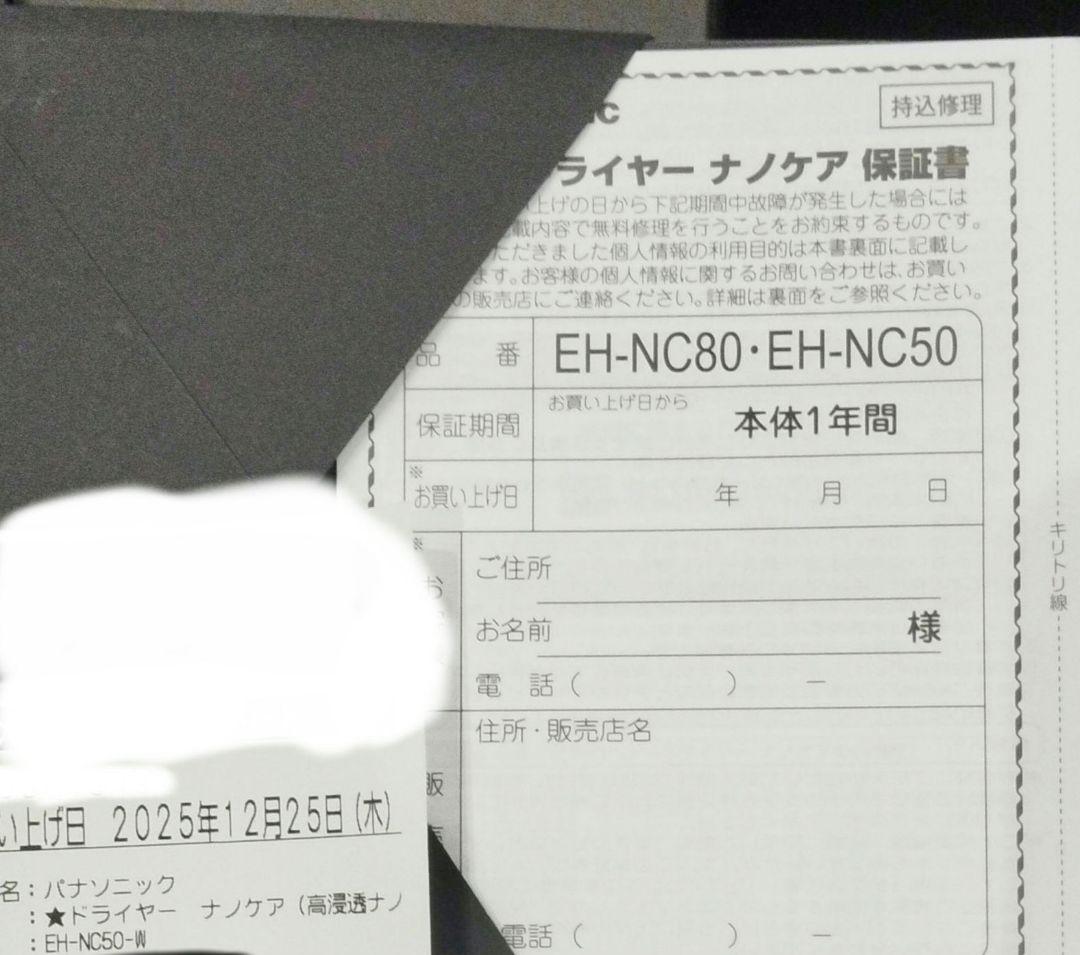 持込修理
ライヤー ナノケア 保証書
上げの日から下記期間中故障が発生した場合には
載内容で無料修理を行うことをお約束するものです。
ただきました個人情報の利用目的は本書裏面に記載し
ます。お客様の個人情報に関するお問い合わせは、お買い
の販売店にご連絡ください。詳細は裏面をご参照ください。
品番 EH-NC80・EH-NC50
保証期間 お買い上げ日から 本体1年間
※お買い上げ日 年 月 日
※
お
ご住所
お名前 様
電話( ) ー
住所・販売店名
販
電話( ) ー
キリトリ線
い上げ日 2025年12月25日(木)
名:パナソニック
:★ドライヤー ナノケア(高浸透ナノ
:EH-NC50-W